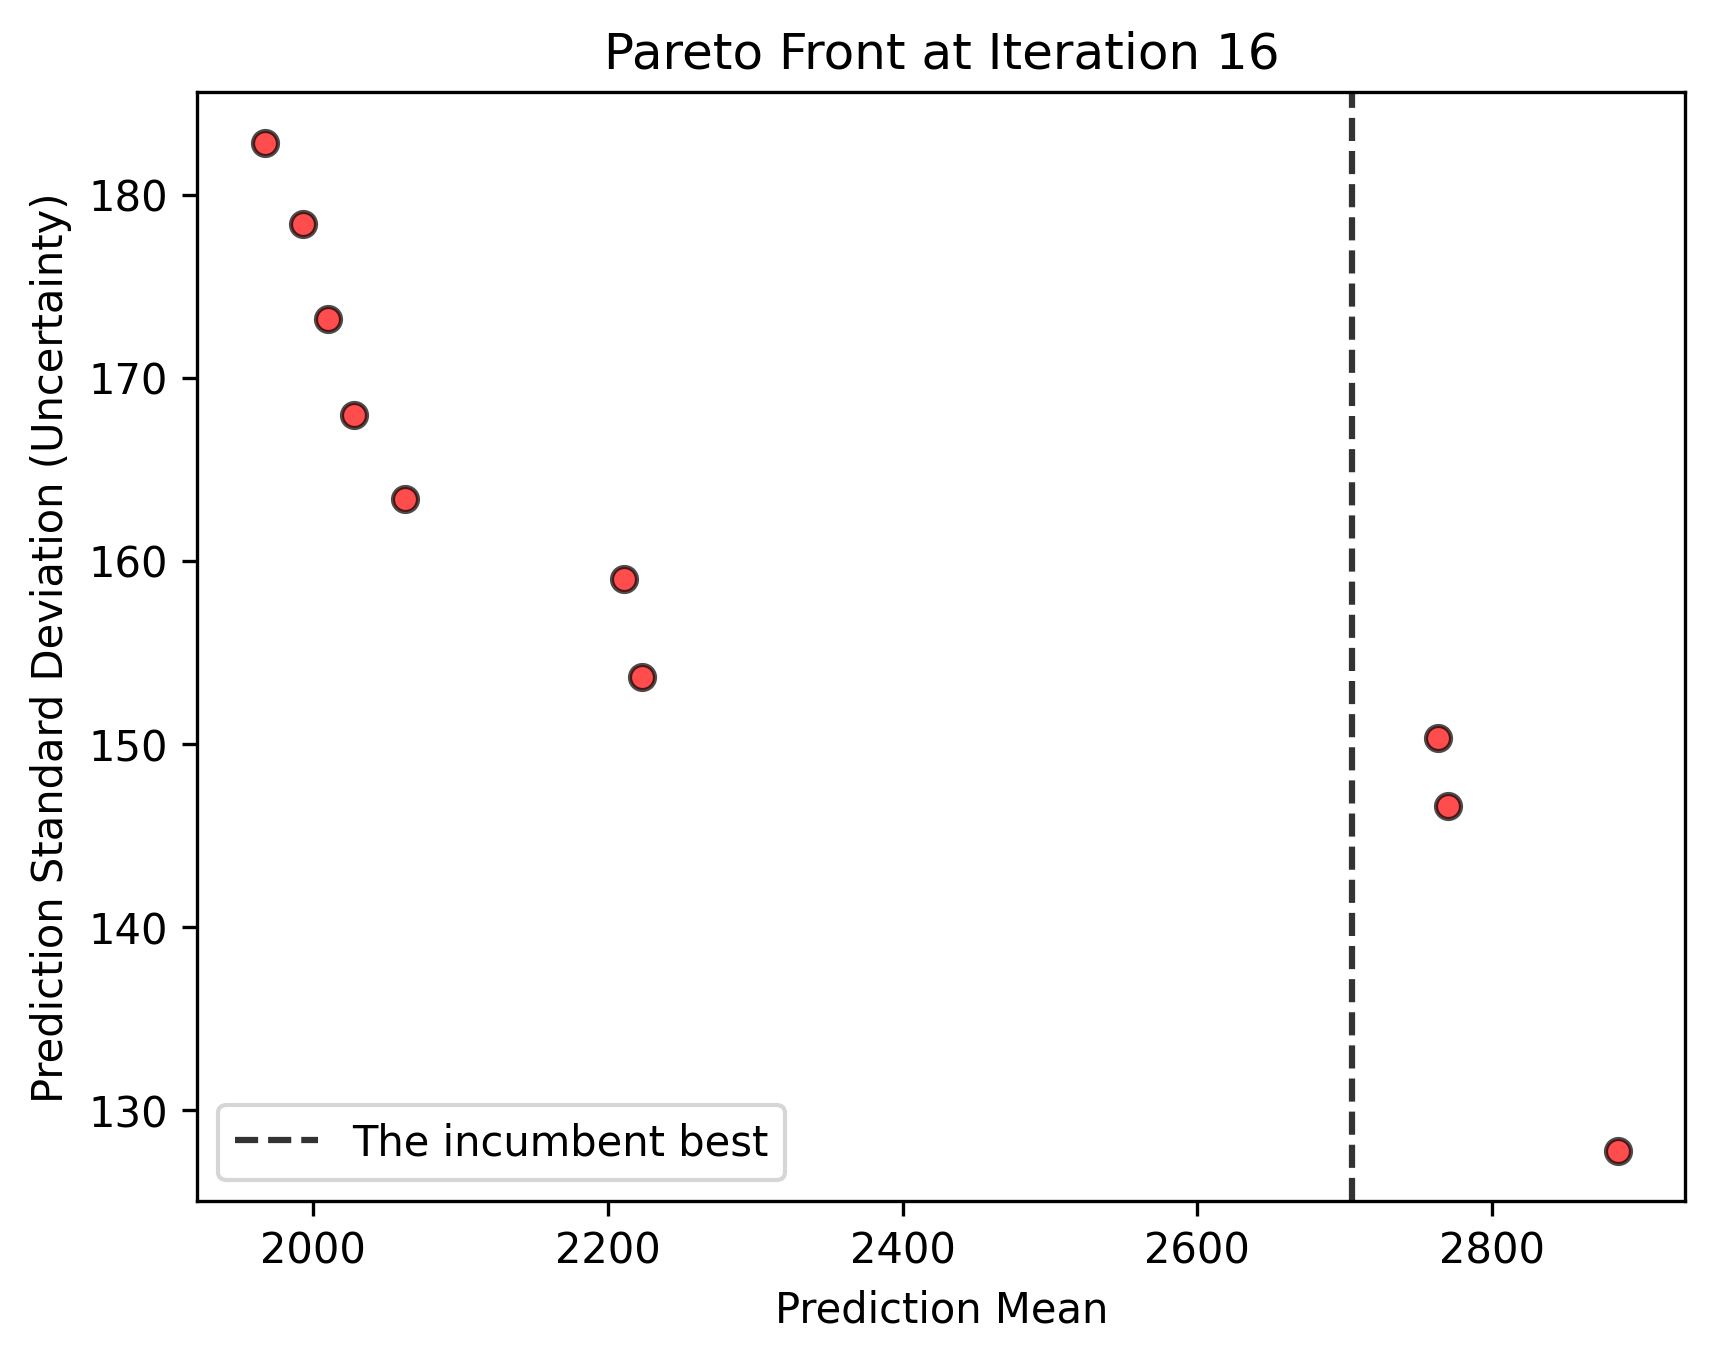 Pareto Front at Iteration 16
Prediction Standard Deviation (Uncertainty)
180
170
160
150
140
130
The incumbent best
2000 2200 2400 2600 2800
Prediction Mean